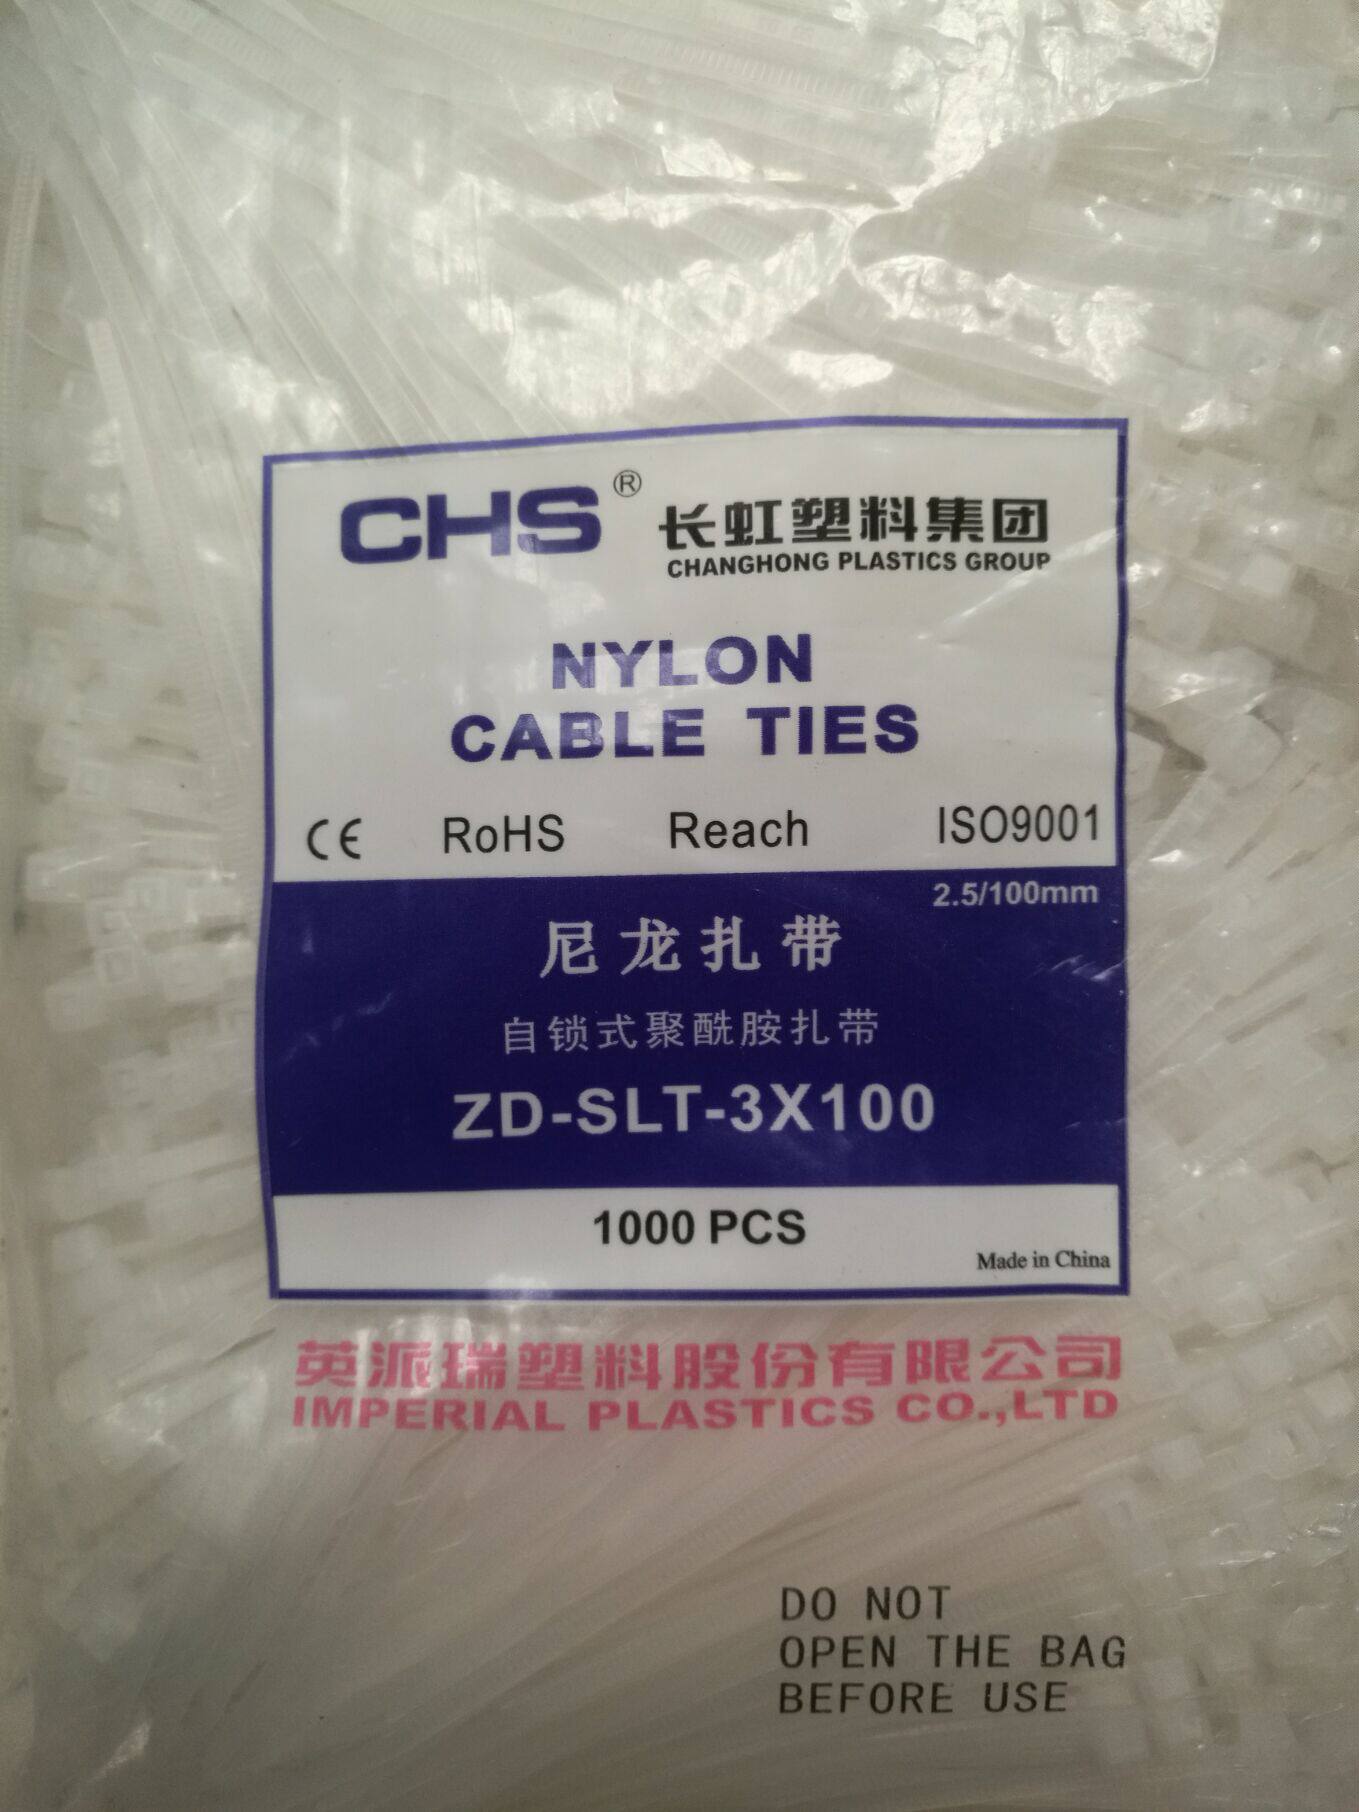 CHS® 长虹塑料集团
CHANGHONG PLASTICS GROUP
NYLON
CABLE TIES
CE RoHS Reach ISO9001
2.5/100mm
尼龙扎带
自锁式聚酰胺扎带
ZD-SLT-3X100
1000 PCS
Made in China
英派瑞塑料股份有限公司
IMPERIAL PLASTICS CO.,LTD
DO NOT
OPEN THE BAG
BEFORE USE